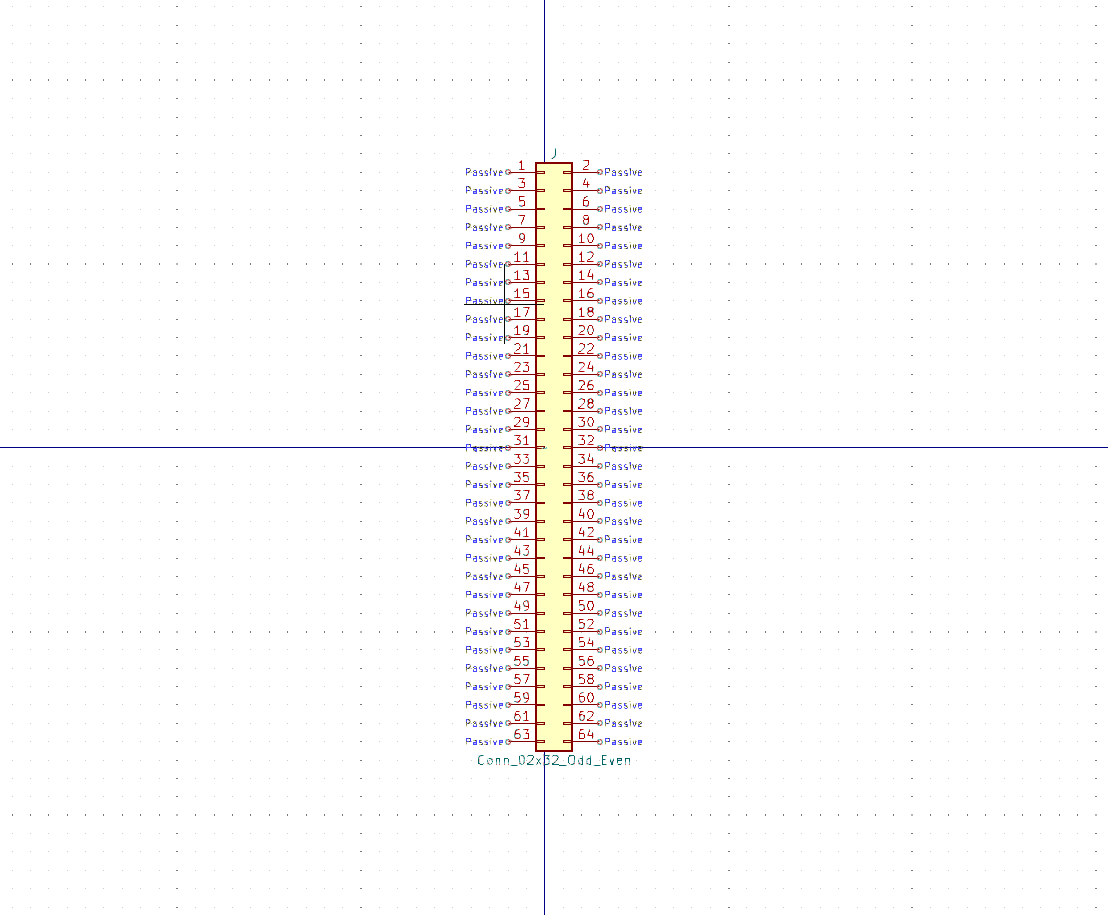 J
Passive 1 2 Passive
Passive 3 4 Passive
Passive 5 6 Passive
Passive 7 8 Passive
Passive 9 10 Passive
Passive 11 12 Passive
Passive 13 14 Passive
Passive 15 16 Passive
Passive 17 18 Passive
Passive 19 20 Passive
Passive 21 22 Passive
Passive 23 24 Passive
Passive 25 26 Passive
Passive 27 28 Passive
Passive 29 30 Passive
Passive 31 32 Passive
Passive 33 34 Passive
Passive 35 36 Passive
Passive 37 38 Passive
Passive 39 40 Passive
Passive 41 42 Passive
Passive 43 44 Passive
Passive 45 46 Passive
Passive 47 48 Passive
Passive 49 50 Passive
Passive 51 52 Passive
Passive 53 54 Passive
Passive 55 56 Passive
Passive 57 58 Passive
Passive 59 60 Passive
Passive 61 62 Passive
Passive 63 64 Passive
Conn_02x32_Odd_Even